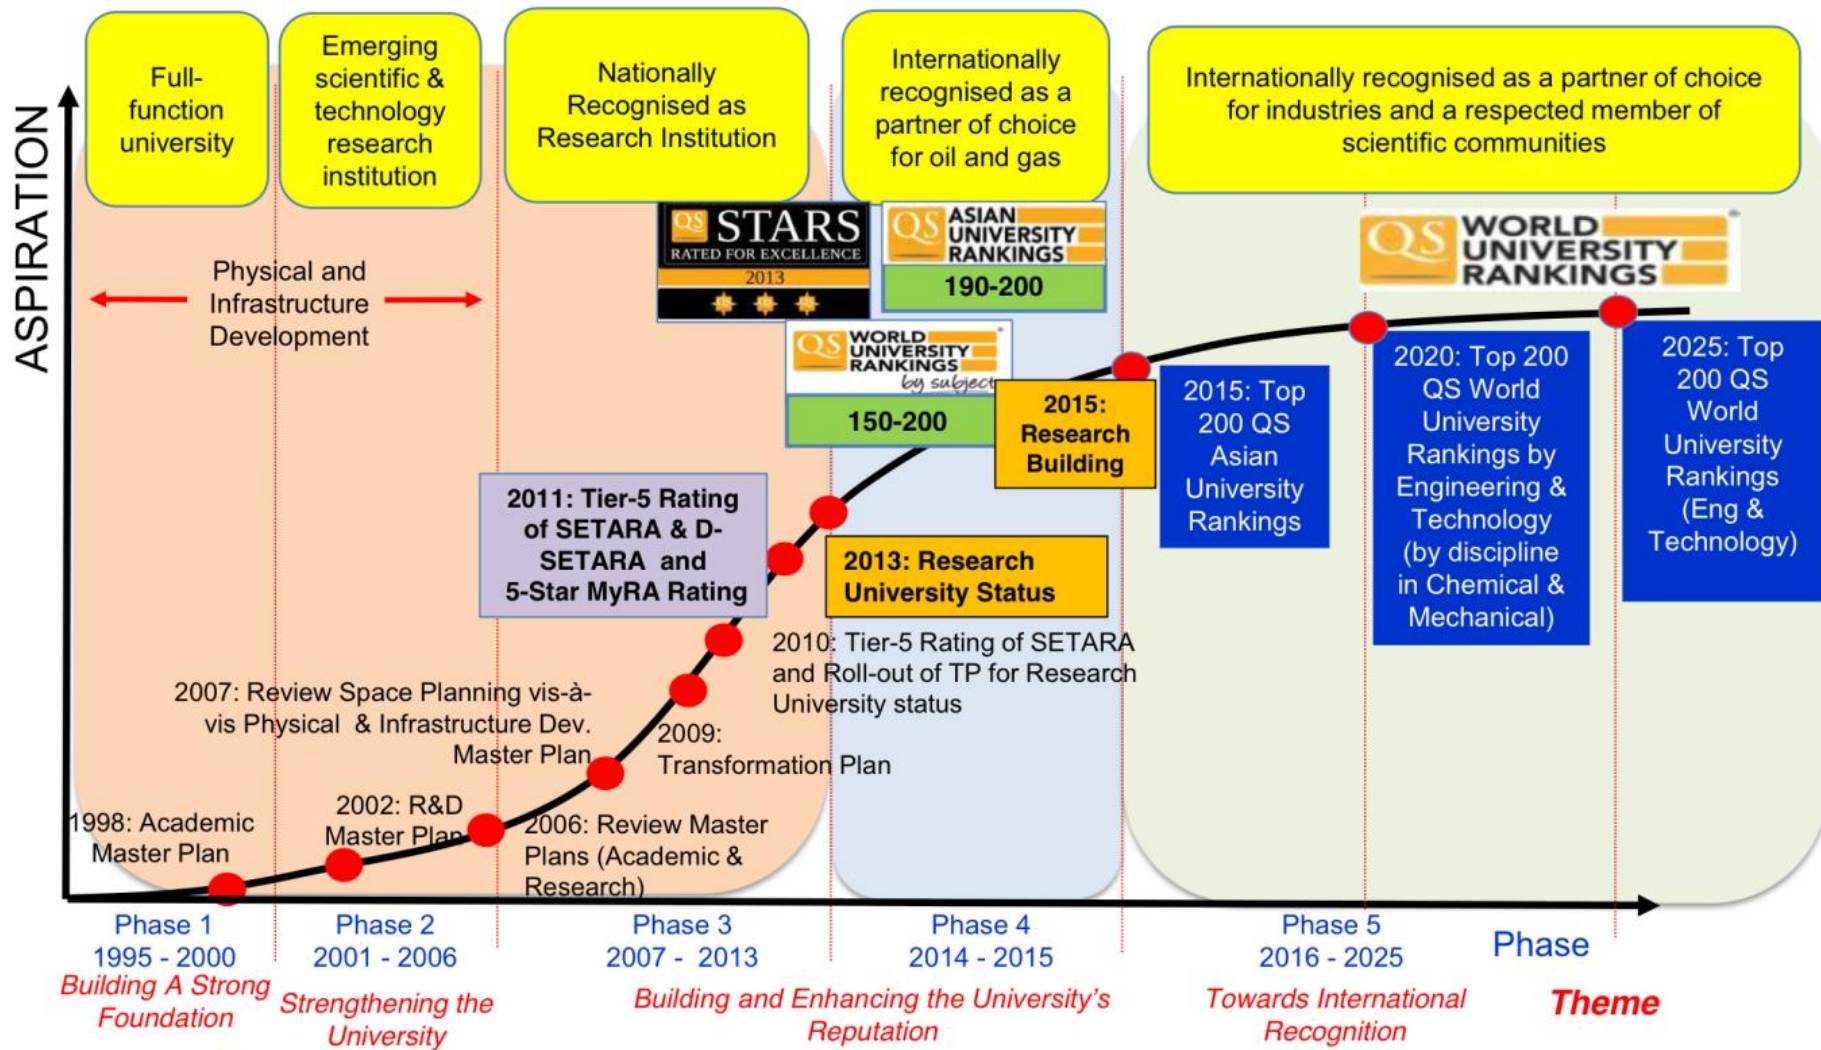 ASPIRATION
Full-
function
university
Emerging
scientific &
technology
research
institution
Nationally
Recognised as
Research Institution
Internationally
recognised as a
partner of choice
for oil and gas
Internationally recognised as a partner of choice
for industries and a respected member of
scientific communities
Physical and
Infrastructure
Development
QS STARS
RATED FOR EXCELLENCE
2013
QS ASIAN
UNIVERSITY
RANKINGS
190-200
QS WORLD
UNIVERSITY
RANKINGS
by subject
150-200
QS WORLD
UNIVERSITY
RANKINGS
2015:
Research
Building
2015: Top
200 QS
Asian
University
Rankings
2020: Top 200
QS World
University
Rankings by
Engineering &
Technology
(by discipline
in Chemical &
Mechanical)
2025: Top
200 QS
World
University
Rankings
(Eng &
Technology)
2011: Tier-5 Rating
of SETARA & D-
SETARA and
5-Star MyRA Rating
2013: Research
University Status
2010: Tier-5 Rating of SETARA
and Roll-out of TP for Research
University status
2007: Review Space Planning vis-à-
vis Physical & Infrastructure Dev.
Master Plan
2009:
Transformation Plan
1998: Academic
Master Plan
2002: R&D
Master Plan
2006: Review Master
Plans (Academic &
Research)
Phase 1
1995 - 2000
Phase 2
2001 - 2006
Phase 3
2007 - 2013
Phase 4
2014 - 2015
Phase 5
2016 - 2025
Phase
Building A Strong
Foundation
Strengthening the
University
Building and Enhancing the University's
Reputation
Towards International
Recognition
Theme